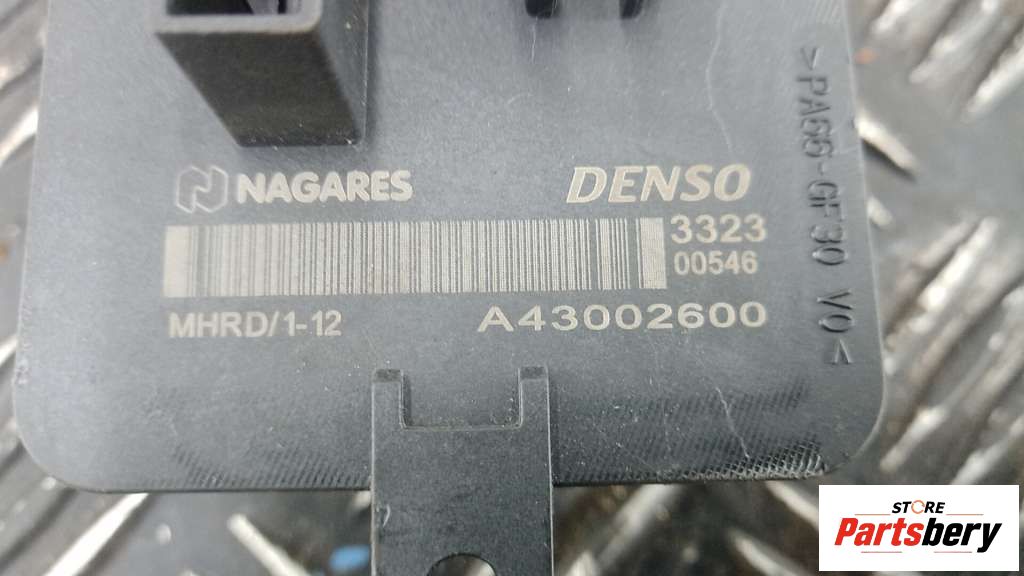 NAGARES
DENSO
3323
00546
MHRD/1-12
A43002600
>PA66-GF30 V0<
STORE
Partsbery